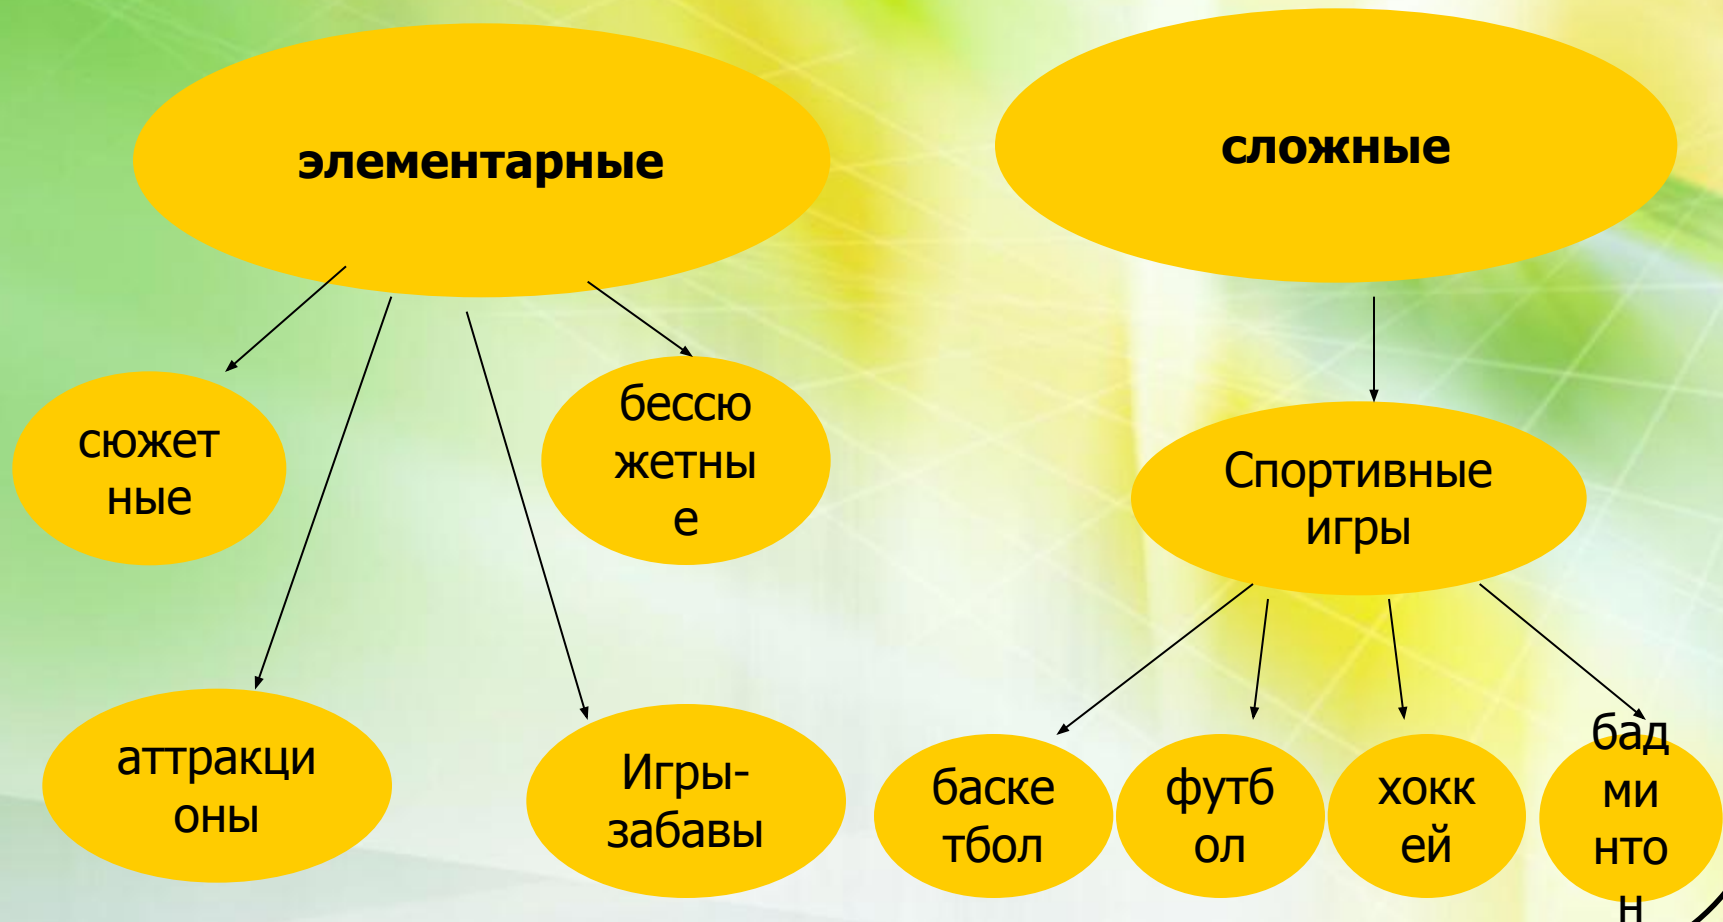 элементарные
сложные
сюжет
ные
бессю
жетны
е
Спортивные
игры
аттракци
оны
Игры-
забавы
баске
тбол
футб
ол
хокк
ей
бад
ми
нто
н